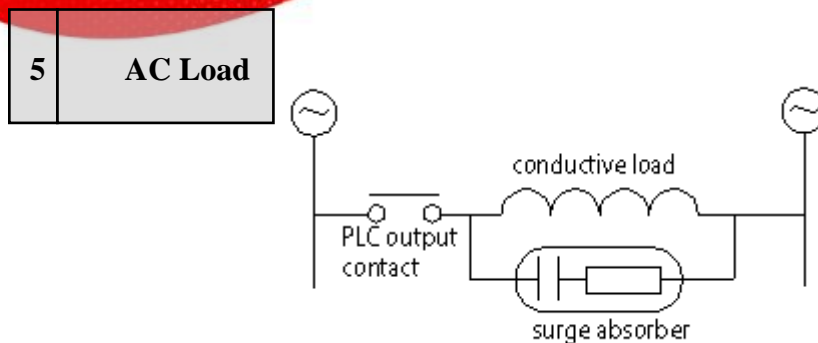 5 AC Load
conductive load
PLC output
contact
surge absorber